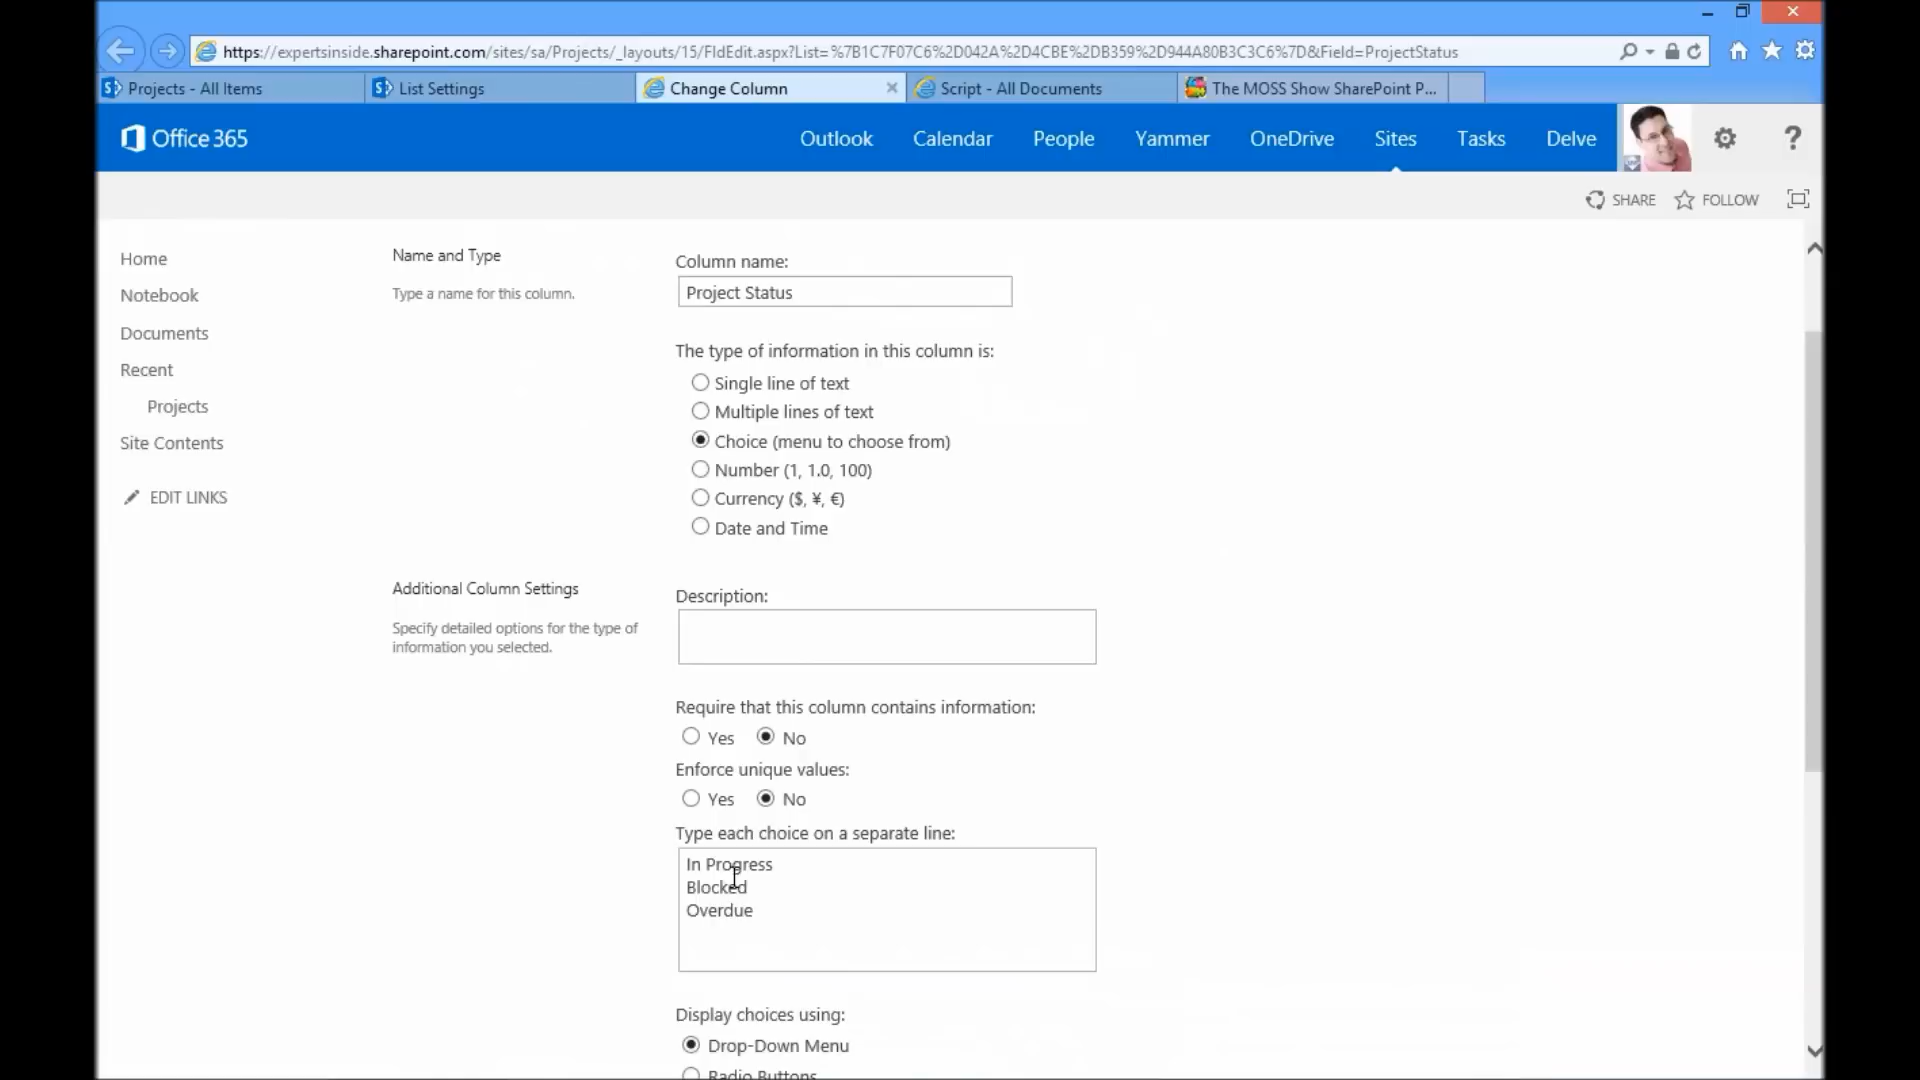 https://expertsinside.sharepoint.com/sites/sa/Projects/_layouts/15/FldEdit.aspx?List=%7B1C7F07C6%2D042A%2D4CBE%2DB359%2D944A80B3C3C6%7D&Field=ProjectStatus
Projects - All Items
List Settings
Change Column
Script - All Documents
The MOSS Show SharePoint P...
Office 365
Outlook
Calendar
People
Yammer
OneDrive
Sites
Tasks
Delve
?
SHARE
FOLLOW
Home
Notebook
Documents
Recent
Projects
Site Contents
EDIT LINKS
Name and Type
Type a name for this column.
Column name:
Project Status
The type of information in this column is:
Single line of text
Multiple lines of text
Choice (menu to choose from)
Number (1, 1.0, 100)
Currency ($, ¥, €)
Date and Time
Additional Column Settings
Specify detailed options for the type of
information you selected.
Description:
Require that this column contains information:
Yes No
Enforce unique values:
Yes No
Type each choice on a separate line:
In Progress
Blocked
Overdue
Display choices using:
Drop-Down Menu
Radio Buttons